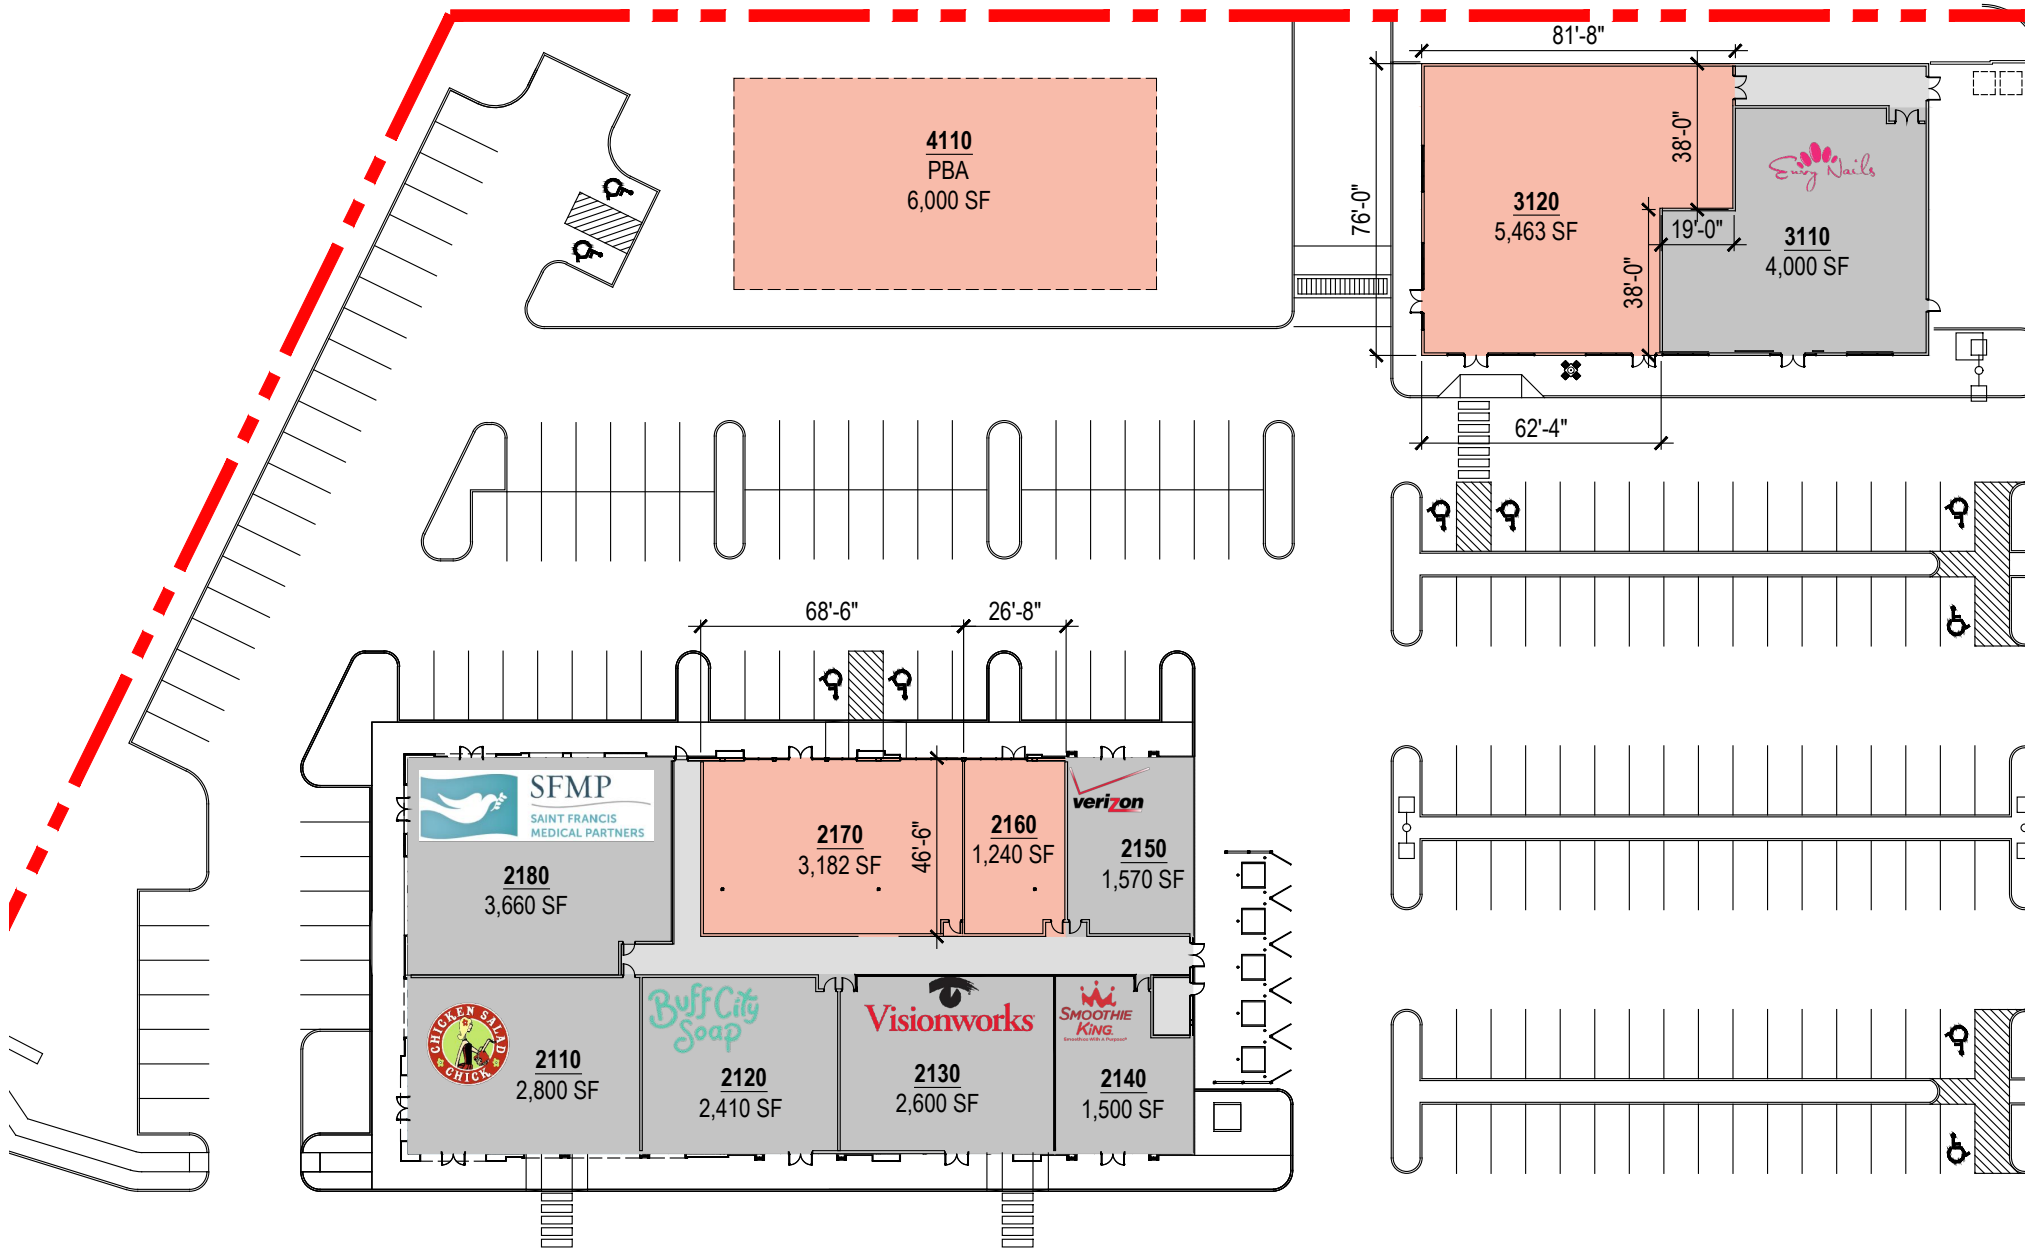 81'-8"
4110
PBA
6,000 SF
76'-0"
38'-0"
Envy Nails
3120
5,463 SF
19'-0"
3110
4,000 SF
38'-0"
62'-4"
68'-6"
26'-8"
SFMP
SAINT FRANCIS
MEDICAL PARTNERS
2180
3,660 SF
2170
3,182 SF
46'-6"
2160
1,240 SF
verizon
2150
1,570 SF
CHICKEN SALAD
CHICK
2110
2,800 SF
Buff City
Soap
2120
2,410 SF
Visionworks
2130
2,600 SF
SMOOTHIE
KING
Smoothies With A Purpose
2140
1,500 SF